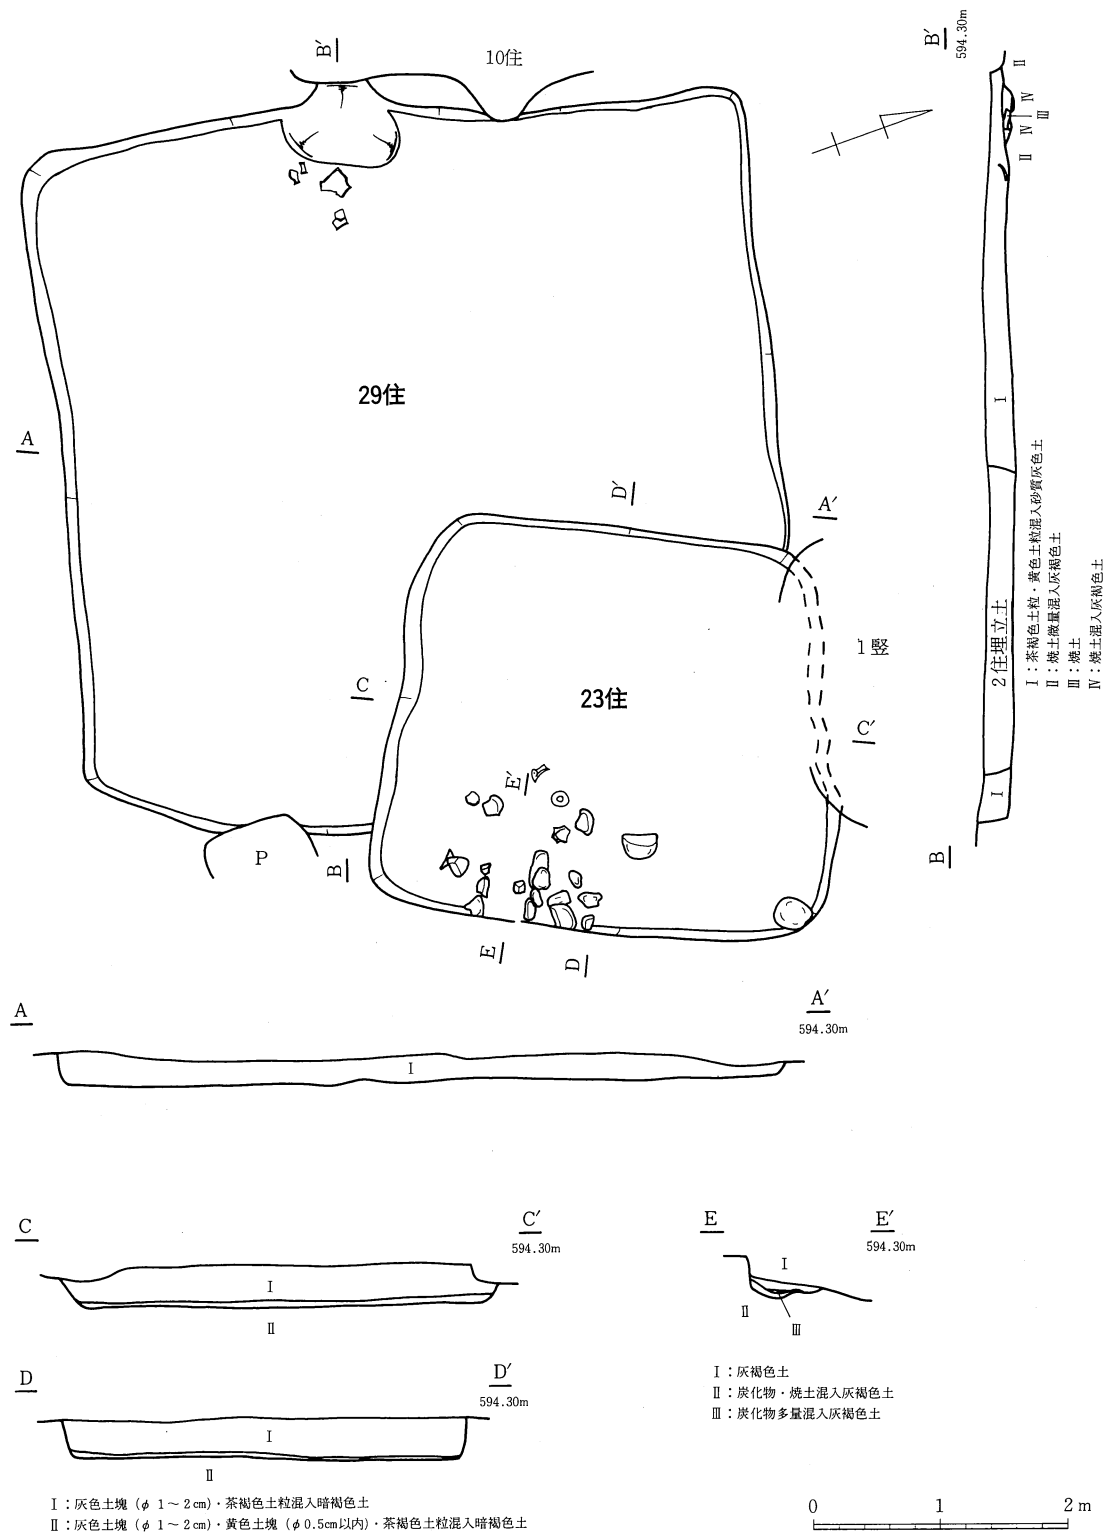 B′
10住
B′
594.30m
Ⅱ
Ⅳ
Ⅲ
Ⅳ
Ⅱ
29住
A
Ⅰ
D′
A′
1竪
C
23住
C′
E′
2住埋立土
Ⅰ
P
B
B
E
D
Ⅰ：茶褐色土粒・黄色土粒混入砂質灰色土
Ⅱ：焼土微量混入灰褐色土
Ⅲ：焼土
Ⅳ：焼土混入灰褐色土
A
A′
594.30m
Ⅰ
C
C′
594.30m
Ⅰ
Ⅱ
E
E′
594.30m
Ⅰ
Ⅱ
Ⅲ
Ⅰ：灰褐色土
Ⅱ：炭化物・焼土混入灰褐色土
Ⅲ：炭化物多量混入灰褐色土
D
D′
594.30m
Ⅰ
Ⅱ
Ⅰ：灰色土塊（φ 1～2㎝）・茶褐色土粒混入暗褐色土
Ⅱ：灰色土塊（φ 1～2㎝）・黄色土塊（φ0.5㎝以内）・茶褐色土粒混入暗褐色土
0 1 2 m